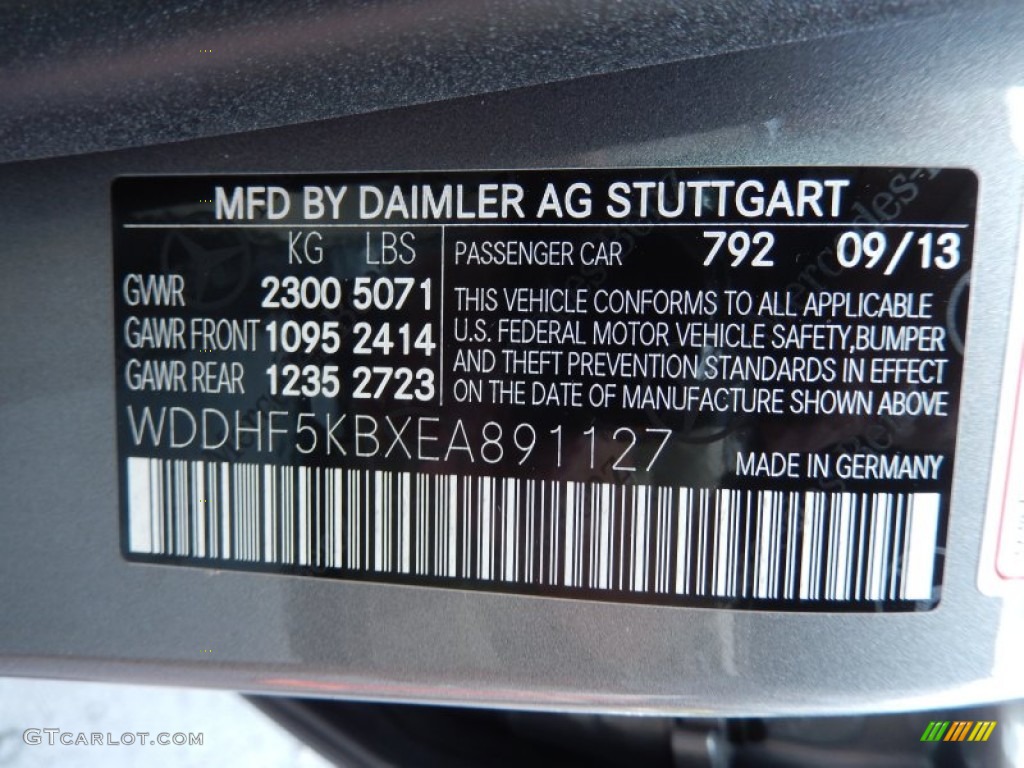 MFD BY DAIMLER AG STUTTGART
KG LBS
GVWR 2300 5071
GAWR FRONT 1095 2414
GAWR REAR 1235 2723
PASSENGER CAR 792 09/13
THIS VEHICLE CONFORMS TO ALL APPLICABLE
U.S. FEDERAL MOTOR VEHICLE SAFETY,BUMPER
AND THEFT PREVENTION STANDARDS IN EFFECT
ON THE DATE OF MANUFACTURE SHOWN ABOVE
WDDHF5KBXEA891127
MADE IN GERMANY
GTCARLOT.COM